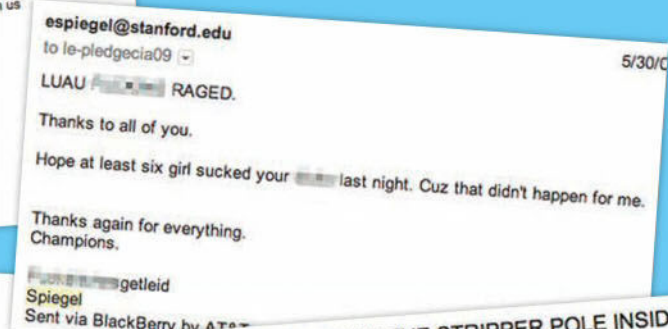 us
espiegel@stanford.edu
to le-pledgecia09
5/30/0
LUAU RAGED.
Thanks to all of you.
Hope at least six girl sucked your last night. Cuz that didn't happen for me.
Thanks again for everything.
Champions.
getleid
Spiegel
Sent via BlackBerry by AT&T
STRIPPER POLE INSID